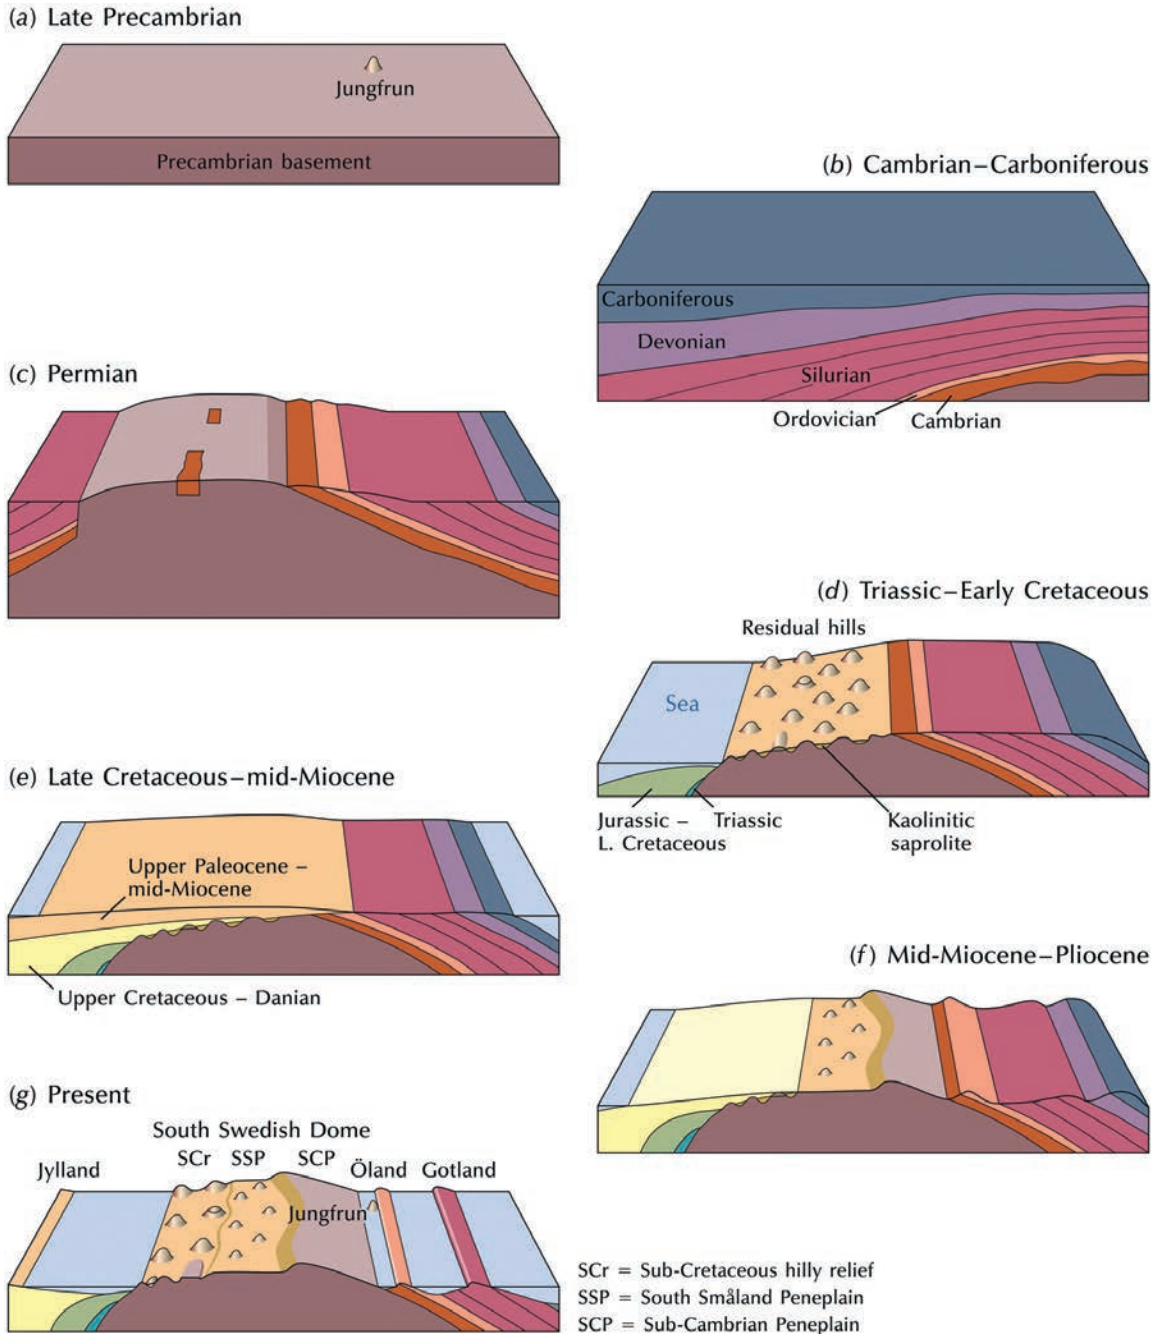 (a) Late Precambrian
Jungfrun
Precambrian basement
(b) Cambrian–Carboniferous
Carboniferous
Devonian
Silurian
Ordovician
Cambrian
(c) Permian
(d) Triassic–Early Cretaceous
Residual hills
Sea
Jurassic –
L. Cretaceous
Triassic
Kaolinitic
saprolite
(e) Late Cretaceous–mid-Miocene
Upper Paleocene –
mid-Miocene
Upper Cretaceous – Danian
(f) Mid-Miocene–Pliocene
(g) Present
South Swedish Dome
SCr SSP SCP
Jylland
Öland
Gotland
Jungfrun
SCr = Sub-Cretaceous hilly relief
SSP = South Småland Peneplain
SCP = Sub-Cambrian Peneplain